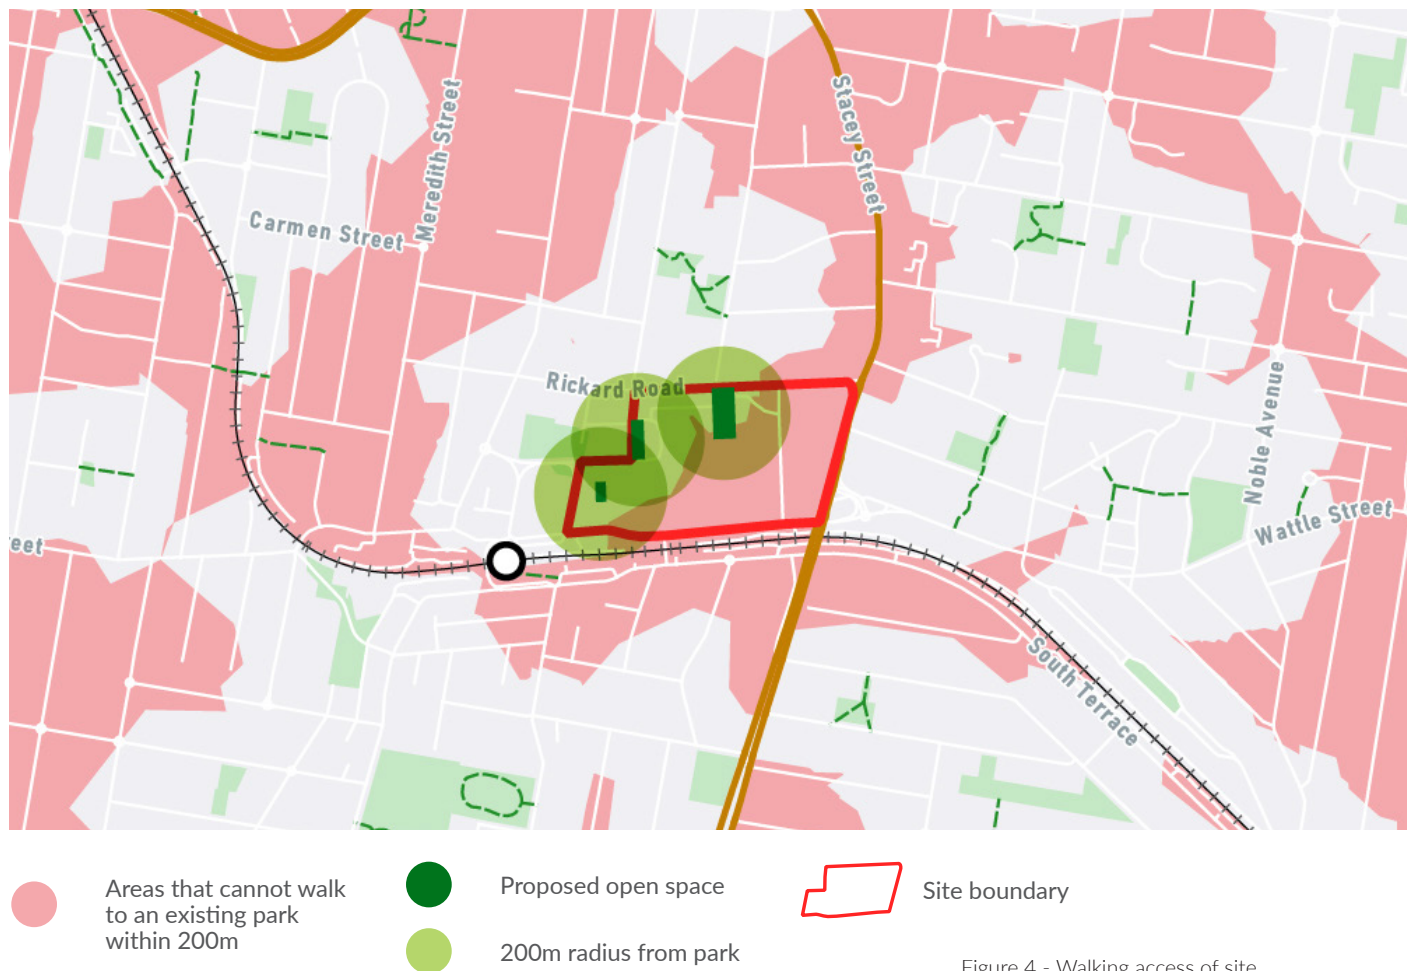 Stacey Street
Meredith Street
Carmen Street
Rickard Road
Noble Avenue
Wattle Street
eet
South Terrace
Areas that cannot walk
to an existing park
within 200m
Proposed open space
200m radius from park
Site boundary
Figure 4 - Walking access of site